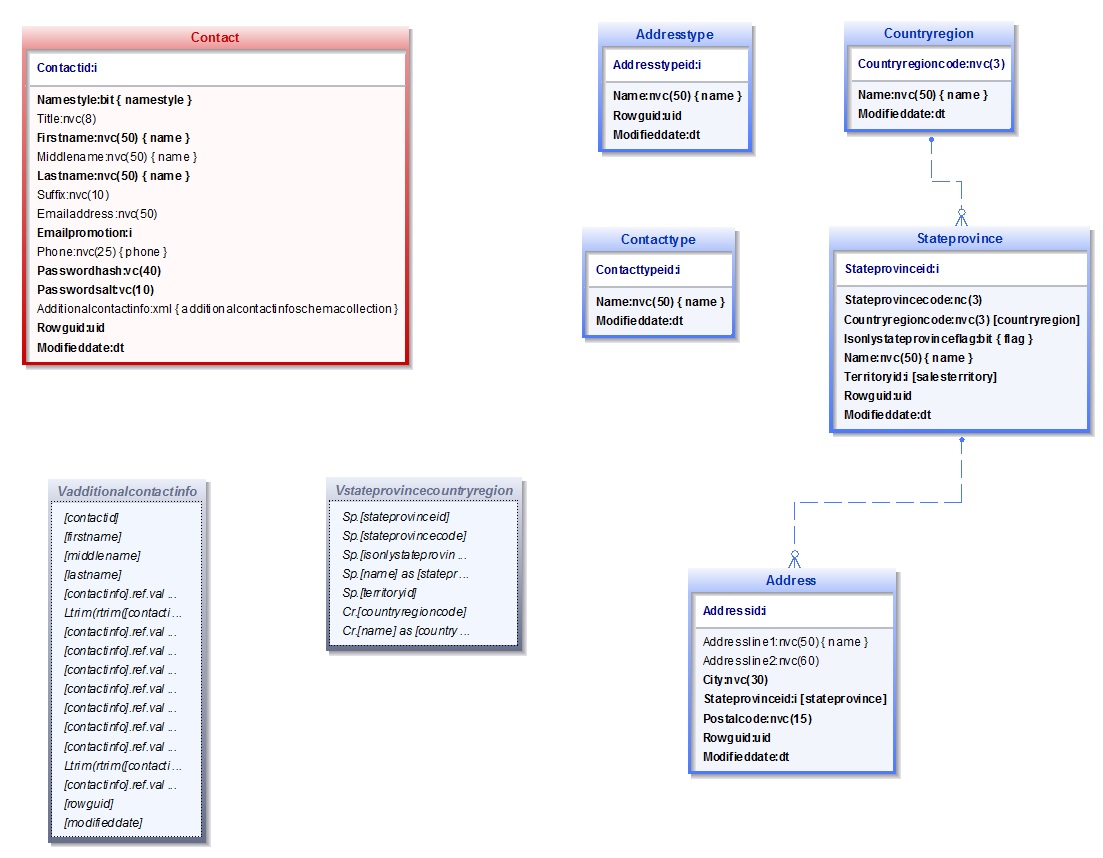 Contact
Contactid:i
Namestyle:bit { namestyle }
Title:nvc(8)
Firstname:nvc(50) { name }
Middlename:nvc(50) { name }
Lastname:nvc(50) { name }
Suffix:nvc(10)
Emailaddress:nvc(50)
Emailpromotion:i
Phone:nvc(25) { phone }
Passwordhash:vc(40)
Passwordsalt:vc(10)
Additionalcontactinfo:xml { additionalcontactinfoschemacollection }
Rowguid:uid
Modifieddate:dt
Addresstype
Addresstypeid:i
Name:nvc(50) { name }
Rowguid:uid
Modifieddate:dt
Countryregion
Countryregioncode:nvc(3)
Name:nvc(50) { name }
Modifieddate:dt
Contacttype
Contacttypeid:i
Name:nvc(50) { name }
Modifieddate:dt
Stateprovince
Stateprovinceid:i
Stateprovincecode:nc(3)
Countryregioncode:nvc(3) [countryregion]
Isonlystateprovinceflag:bit { flag }
Name:nvc(50) { name }
Territoryid:i [salesterritory]
Rowguid:uid
Modifieddate:dt
Vadditionalcontactinfo
[contactid]
[firstname]
[middlename]
[lastname]
[contactinfo].ref.val ...
Ltrim(rtrim([contacti ...
[contactinfo].ref.val ...
[contactinfo].ref.val ...
[contactinfo].ref.val ...
[contactinfo].ref.val ...
[contactinfo].ref.val ...
[contactinfo].ref.val ...
[contactinfo].ref.val ...
Ltrim(rtrim([contacti ...
[contactinfo].ref.val ...
[rowguid]
[modifieddate]
Vstateprovincecountryregion
Sp.[stateprovinceid]
Sp.[stateprovincecode]
Sp.[isonlystateprovin ...
Sp.[name] as [statepr ...
Sp.[territoryid]
Cr.[countryregioncode]
Cr.[name] as [country ...
Address
Addressid:i
Addressline1:nvc(50) { name }
Addressline2:nvc(60)
City:nvc(30)
Stateprovinceid:i [stateprovince]
Postalcode:nvc(15)
Rowguid:uid
Modifieddate:dt